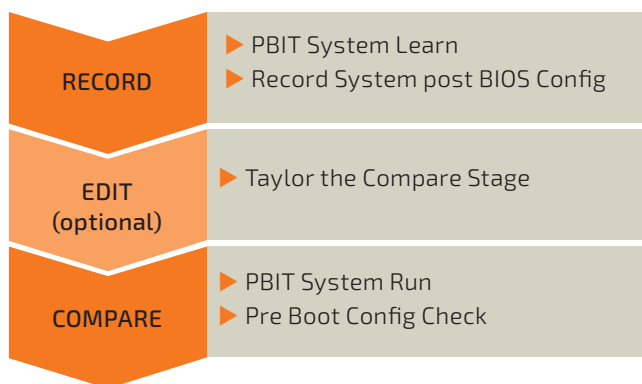 RECORD
PBIT System Learn
Record System post BIOS Config
EDIT
(optional)
Taylor the Compare Stage
COMPARE
PBIT System Run
Pre Boot Config Check